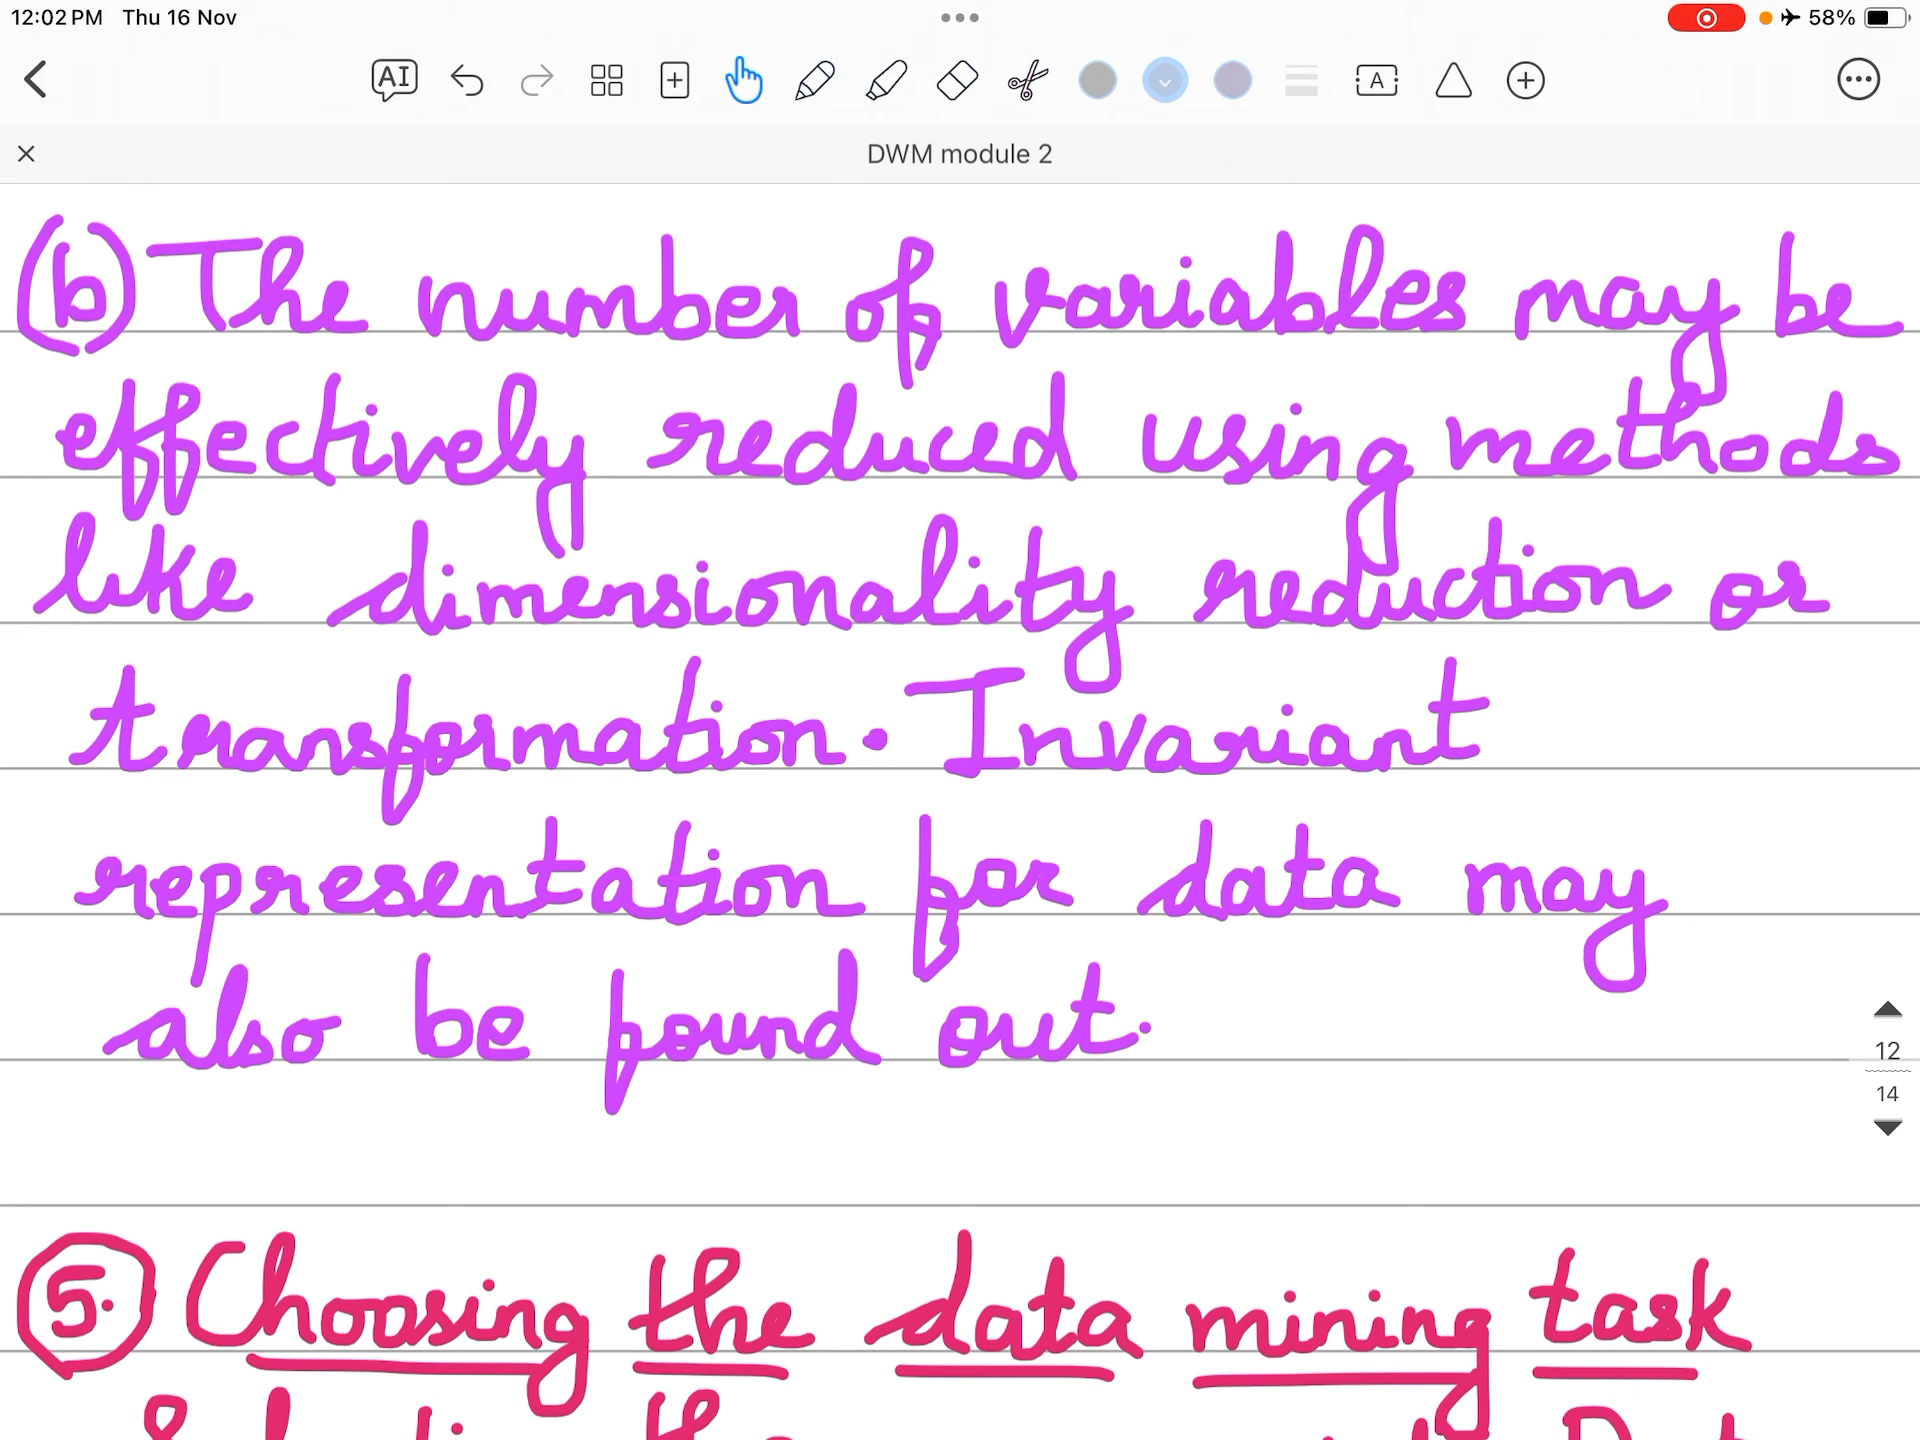 12:02 PM Thu 16 Nov
58%
AI
A
DWM module 2
(b) The number of variables may be
effectively reduced using methods
like dimensionality reduction or
transformation. Invariant
representation for data may
also be found out.
12
14
5. Choosing the data mining task